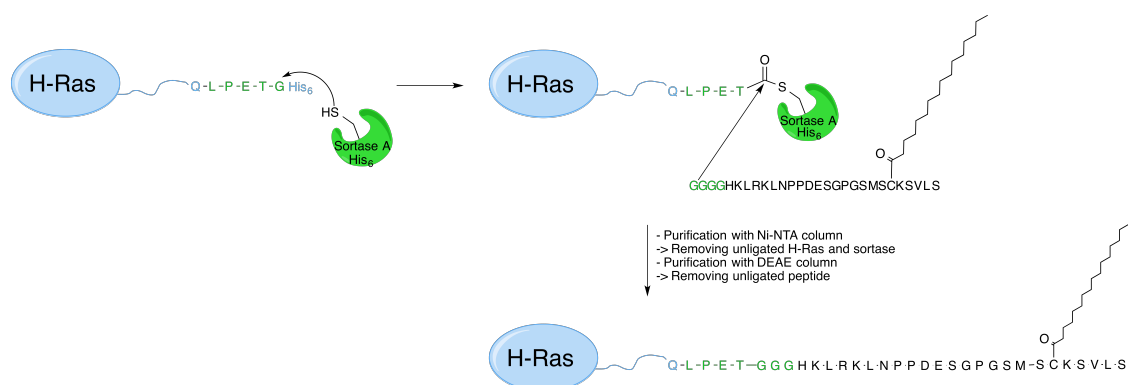 H-Ras
Q-L-P-E-T-G His6
HS
Sortase A
His6
H-Ras
Q-L-P-E-T
O
S
Sortase A
His6
O
GGGGHKLRKLNPPDESGPGSMSCKSVLS
- Purification with Ni-NTA column
-> Removing unligated H-Ras and sortase
- Purification with DEAE column
-> Removing unligated peptide
O
H-Ras
Q-L-P-E-T-G G G H K·L·R·K·L·N·P·P·D·E·S·G·P·G·S·M-S·C·K·S·V·L·S